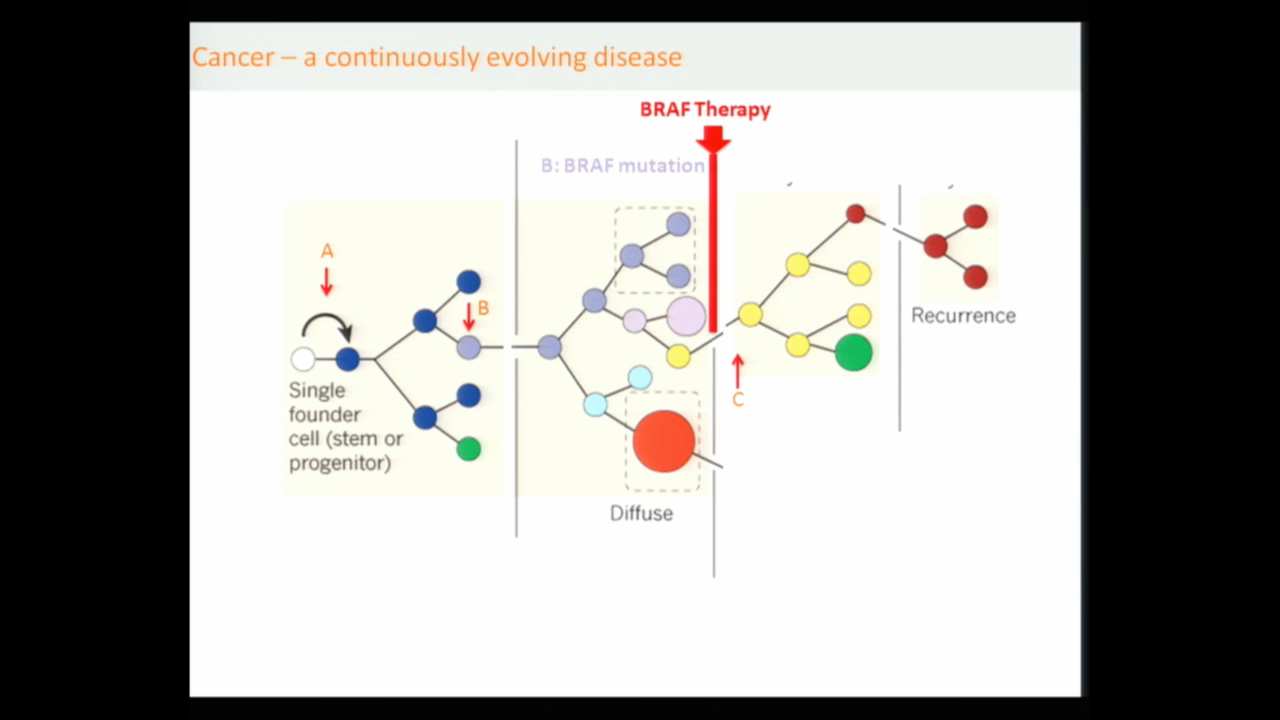 Cancer – a continuously evolving disease
BRAF Therapy
B: BRAF mutation
A
B
Single
founder
cell (stem or
progenitor)
C
Recurrence
Diffuse